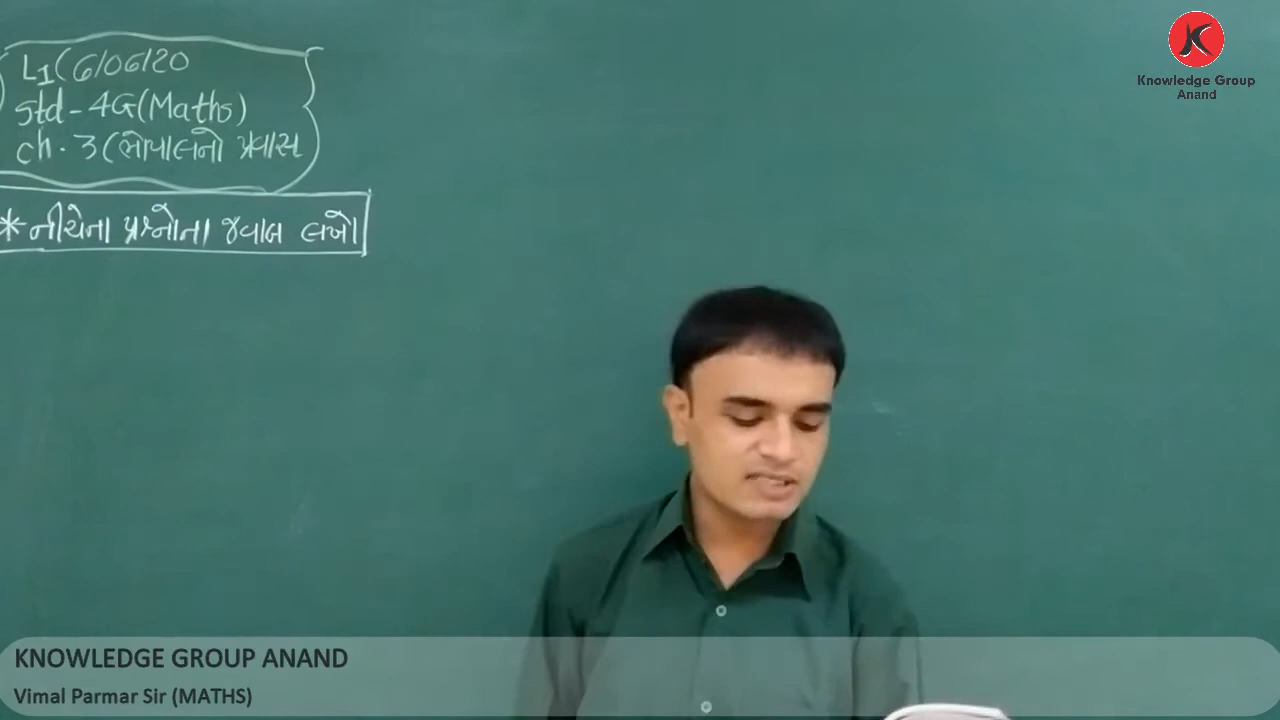 L1(6/06/20
Std-4G(Maths)
ch.3(ભોપાલનો પ્રવાસ
*નીચેના પ્રશ્નોના જવાબ લખો
Knowledge Group
Anand
KNOWLEDGE GROUP ANAND
Vimal Parmar Sir (MATHS)